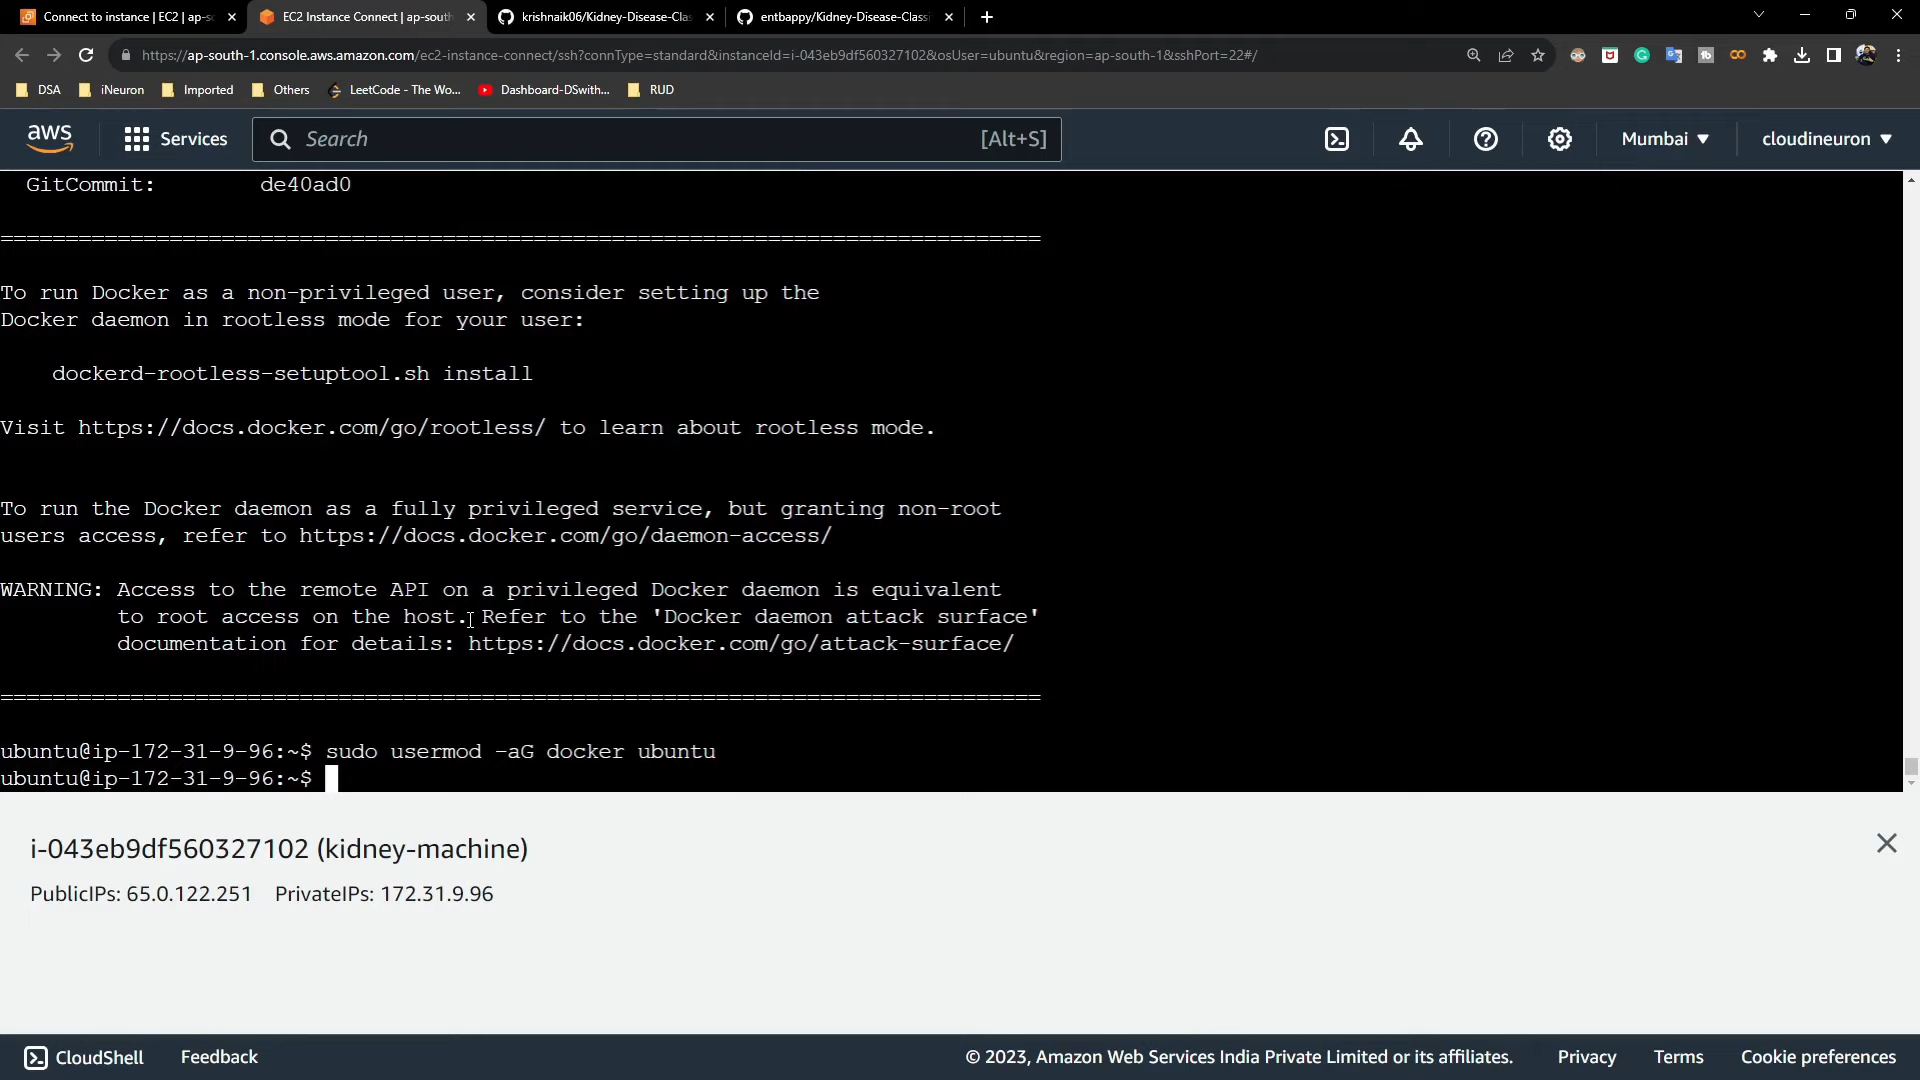 Connect to instance | EC2 | ap-so
EC2 Instance Connect | ap-south
krishnaik06/Kidney-Disease-Clas
entbappy/Kidney-Disease-Classi
https://ap-south-1.console.aws.amazon.com/ec2-instance-connect/ssh?connType=standard&instanceId=i-043eb9df560327102&osUser=ubuntu&region=ap-south-1&sshPort=22#/
DSA
iNeuron
Imported
Others
LeetCode - The Wo...
Dashboard-DSwith...
RUD
aws
Services
Search
[Alt+S]
Mumbai
cloudineuron
GitCommit: de40ad0
================================================================================
To run Docker as a non-privileged user, consider setting up the
Docker daemon in rootless mode for your user:
dockerd-rootless-setuptool.sh install
Visit https://docs.docker.com/go/rootless/ to learn about rootless mode.
To run the Docker daemon as a fully privileged service, but granting non-root
users access, refer to https://docs.docker.com/go/daemon-access/
WARNING: Access to the remote API on a privileged Docker daemon is equivalent
to root access on the host. Refer to the 'Docker daemon attack surface'
documentation for details: https://docs.docker.com/go/attack-surface/
================================================================================
ubuntu@ip-172-31-9-96:~$ sudo usermod -aG docker ubuntu
ubuntu@ip-172-31-9-96:~$
i-043eb9df560327102 (kidney-machine)
PublicIPs: 65.0.122.251 PrivateIPs: 172.31.9.96
CloudShell
Feedback
© 2023, Amazon Web Services India Private Limited or its affiliates.
Privacy
Terms
Cookie preferences